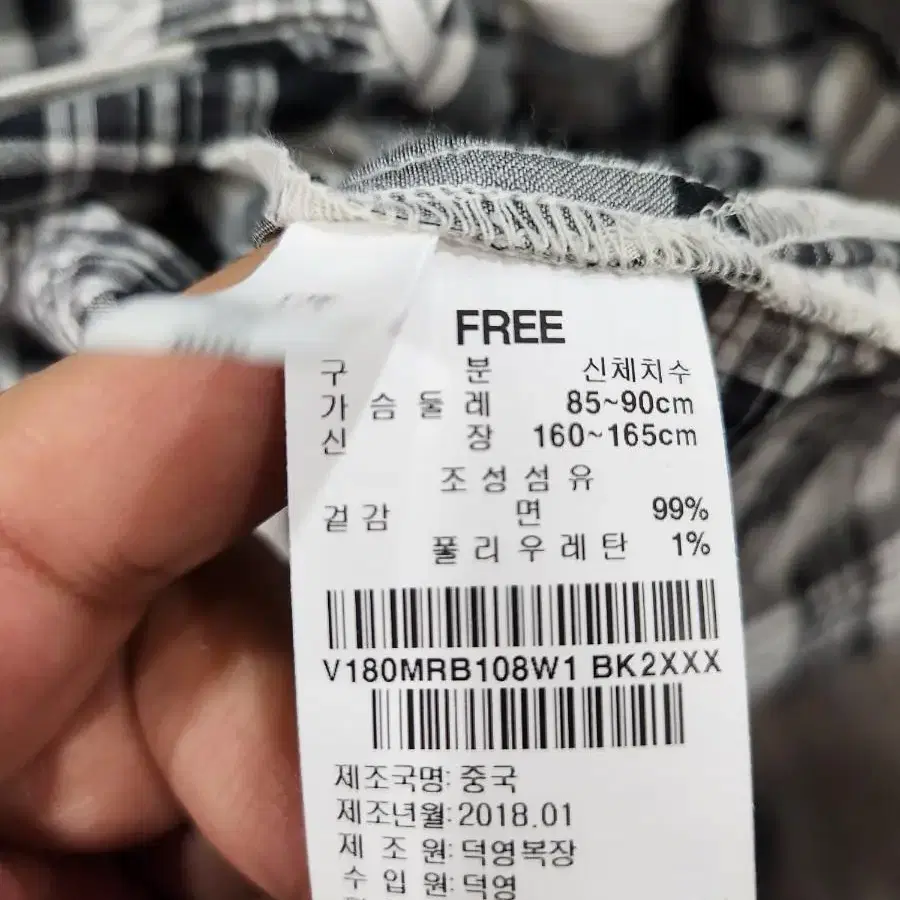 FREE
구 분 신체치수
가 슴 둘 레 85~90cm
신 장 160~165cm
조 성 섬 유
겉 감 면 99%
폴 리 우 레 탄 1%
V180MRB108W1 BK2XXX
제조국명: 중국
제조년월: 2018.01
제 조 원: 덕영복장
수 입 원: 덕영